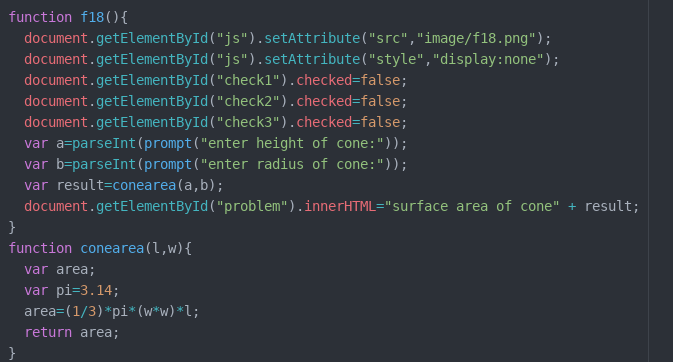 function f18(){
document.getElementById("js").setAttribute("src","image/f18.png");
document.getElementById("js").setAttribute("style","display:none");
document.getElementById("check1").checked=false;
document.getElementById("check2").checked=false;
document.getElementById("check3").checked=false;
var a=parseInt(prompt("enter height of cone:"));
var b=parseInt(prompt("enter radius of cone:"));
var result=conearea(a,b);
document.getElementById("problem").innerHTML="surface area of cone" + result;
}
function conearea(l,w){
var area;
var pi=3.14;
area=(1/3)*pi*(w*w)*l;
return area;
}